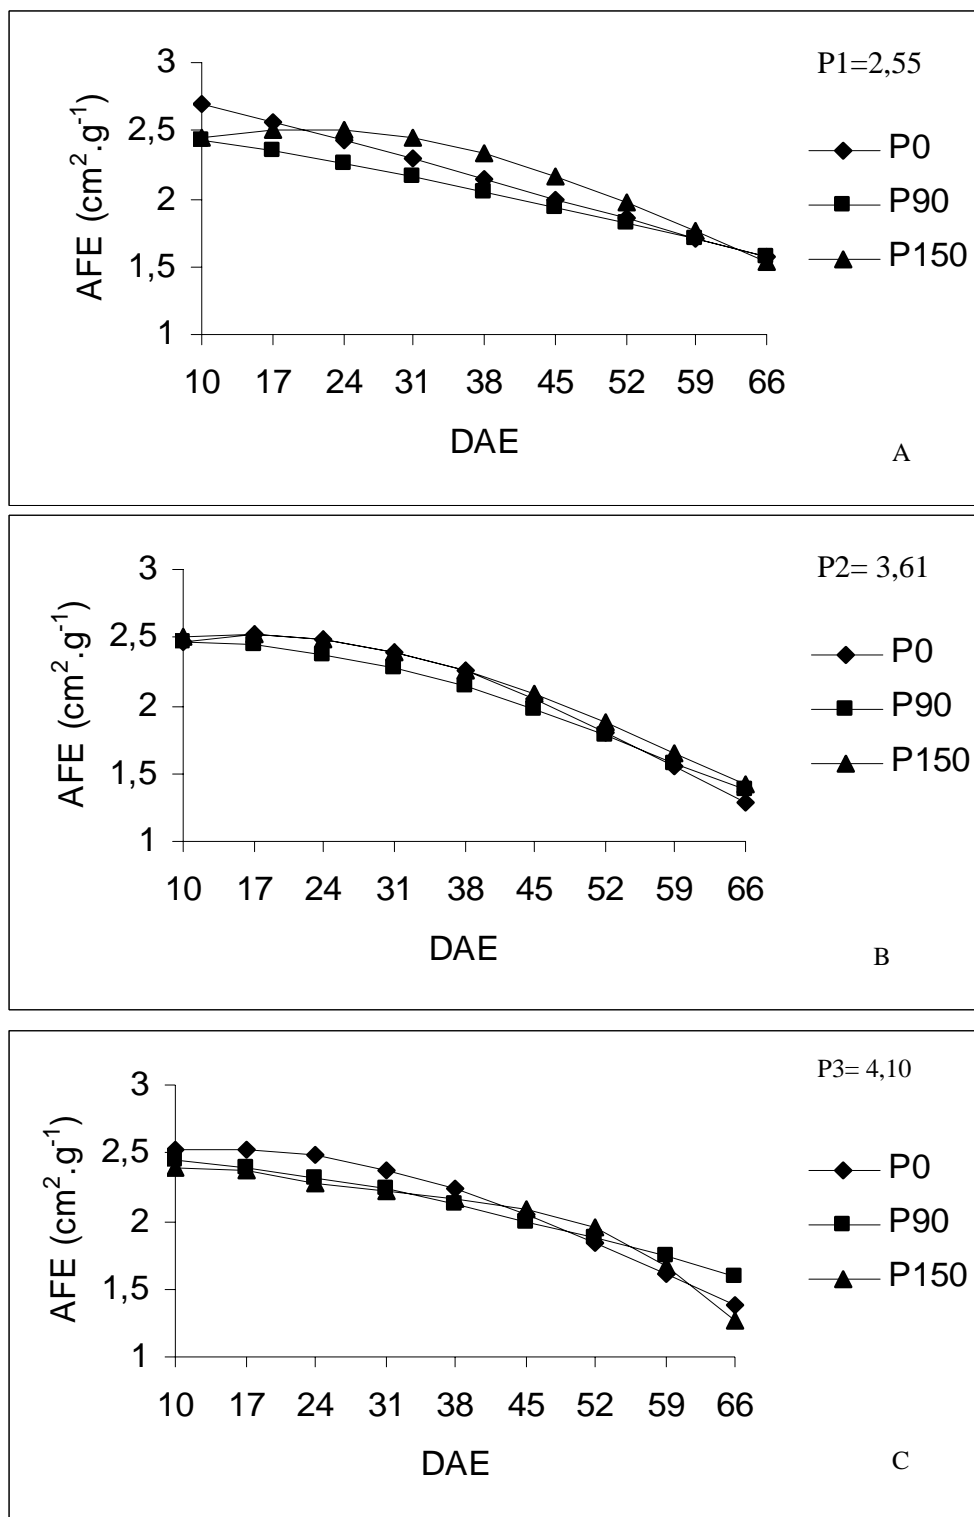 P1=2,55
3
2,5
2
1,5
1
AFE (cm².g⁻¹)
P0
P90
P150
10 17 24 31 38 45 52 59 66
DAE
A
P2= 3,61
3
2,5
2
1,5
1
AFE (cm².g⁻¹)
P0
P90
P150
10 17 24 31 38 45 52 59 66
DAE
B
P3= 4,10
3
2,5
2
1,5
1
AFE (cm².g⁻¹)
P0
P90
P150
10 17 24 31 38 45 52 59 66
DAE
C